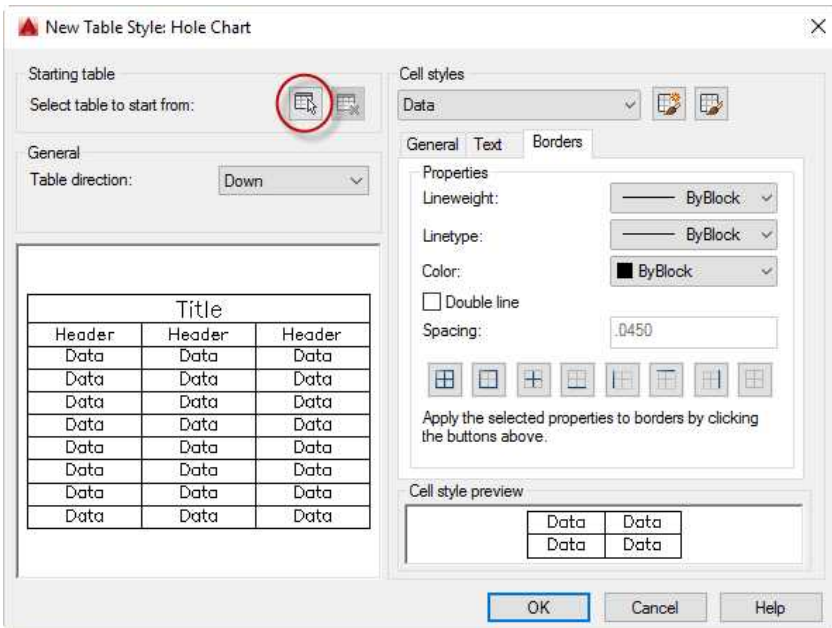 New Table Style: Hole Chart
Starting table
Select table to start from:
General
Table direction:
Down
Title
Header Header Header
Data Data Data
Data Data Data
Data Data Data
Data Data Data
Data Data Data
Data Data Data
Data Data Data
Data Data Data
Cell styles
Data
General Text Borders
Properties
Lineweight: ByBlock
Linetype: ByBlock
Color: ByBlock
Double line
Spacing: .0450
Apply the selected properties to borders by clicking
the buttons above.
Cell style preview
Data Data
Data Data
OK Cancel Help